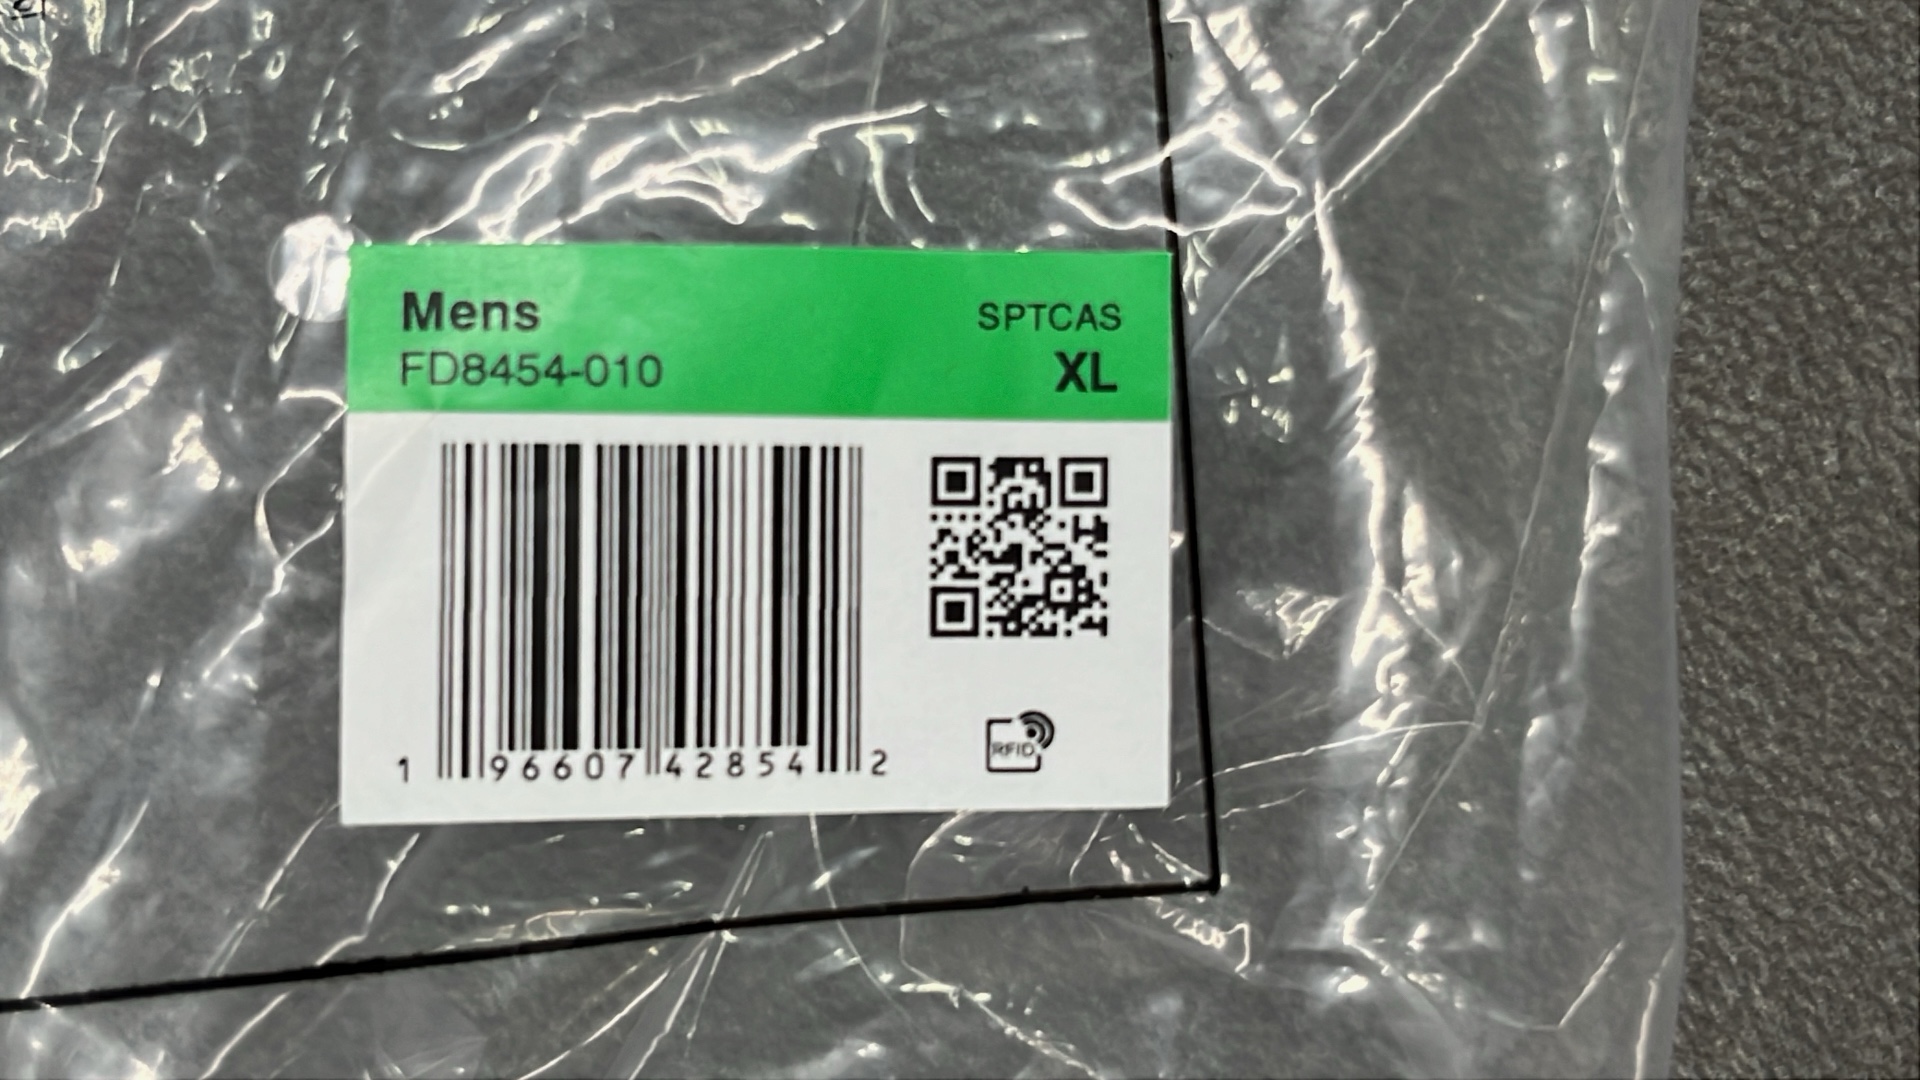 Mens
SPTCAS
FD8454-010
XL
1 96607 42854 2
RFID